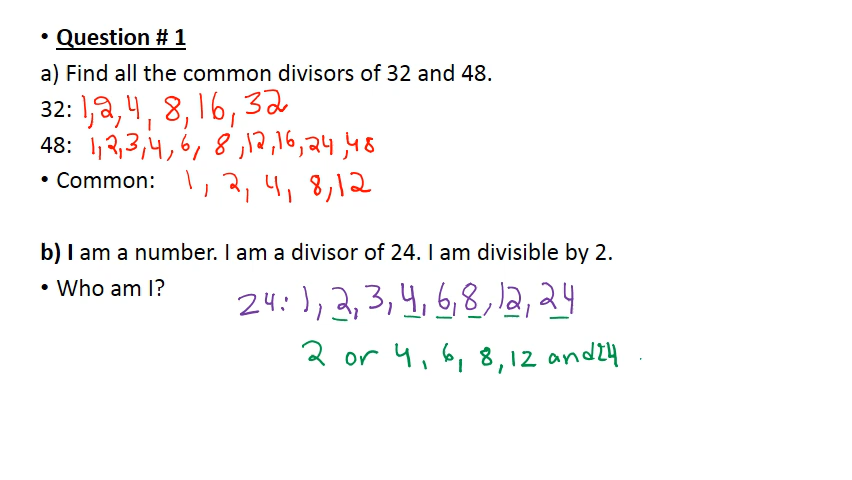 • Question # 1
a) Find all the common divisors of 32 and 48.
32: 1,2,4, 8,16,32
48: 1,2,3,4,6, 8,12,16,24,48
• Common: 1, 2, 4, 8,12
b) I am a number. I am a divisor of 24. I am divisible by 2.
• Who am I?
24: 1, 2, 3, 4, 6, 8, 12, 24
2 or 4, 6, 8, 12 and 24.